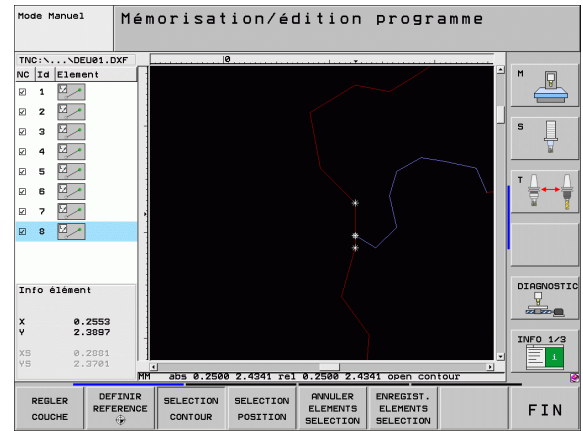 Mode Manuel
Mémorisation/édition programme
TNC:\...\DEU01.DXF
0
NC Id Element
1
2
3
4
5
6
7
8
M
S
T
DIAGNOSTIC
INFO 1/3
Info élément
X 0.2553
Y 2.3897
XS 0.2881
YS 2.3701
MM abs 0.2500 2.4341 rel 0.2500 2.4341 open contour
REGLER COUCHE
DEFINIR REFERENCE
SELECTION CONTOUR
SELECTION POSITION
ANNULER ELEMENTS SELECTION
ENREGIST. ELEMENTS SELECTION
FIN